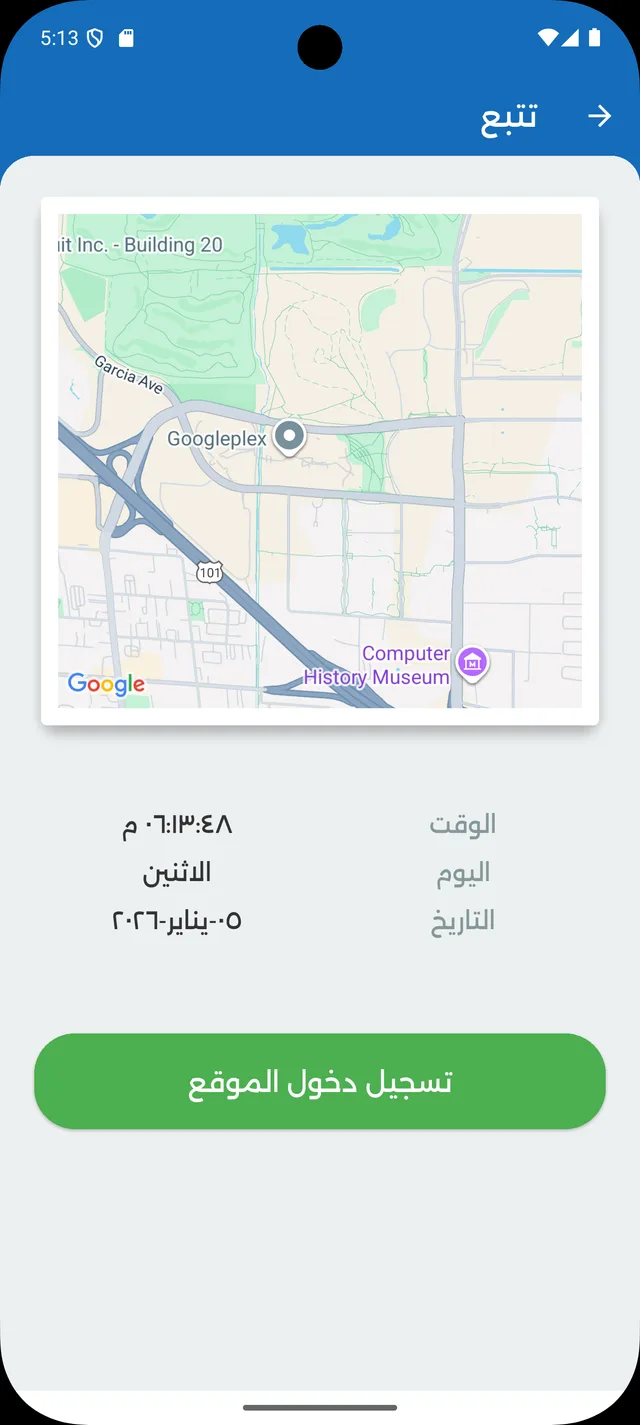 5:13
تتبع
uit Inc. - Building 20
Garcia Ave
Googleplex
101
Computer
History Museum
Google
الوقت ٠٦:١٣:٤٨ م
اليوم الاثنين
التاريخ ٠٥-يناير-٢٠٢٦
تسجيل دخول الموقع